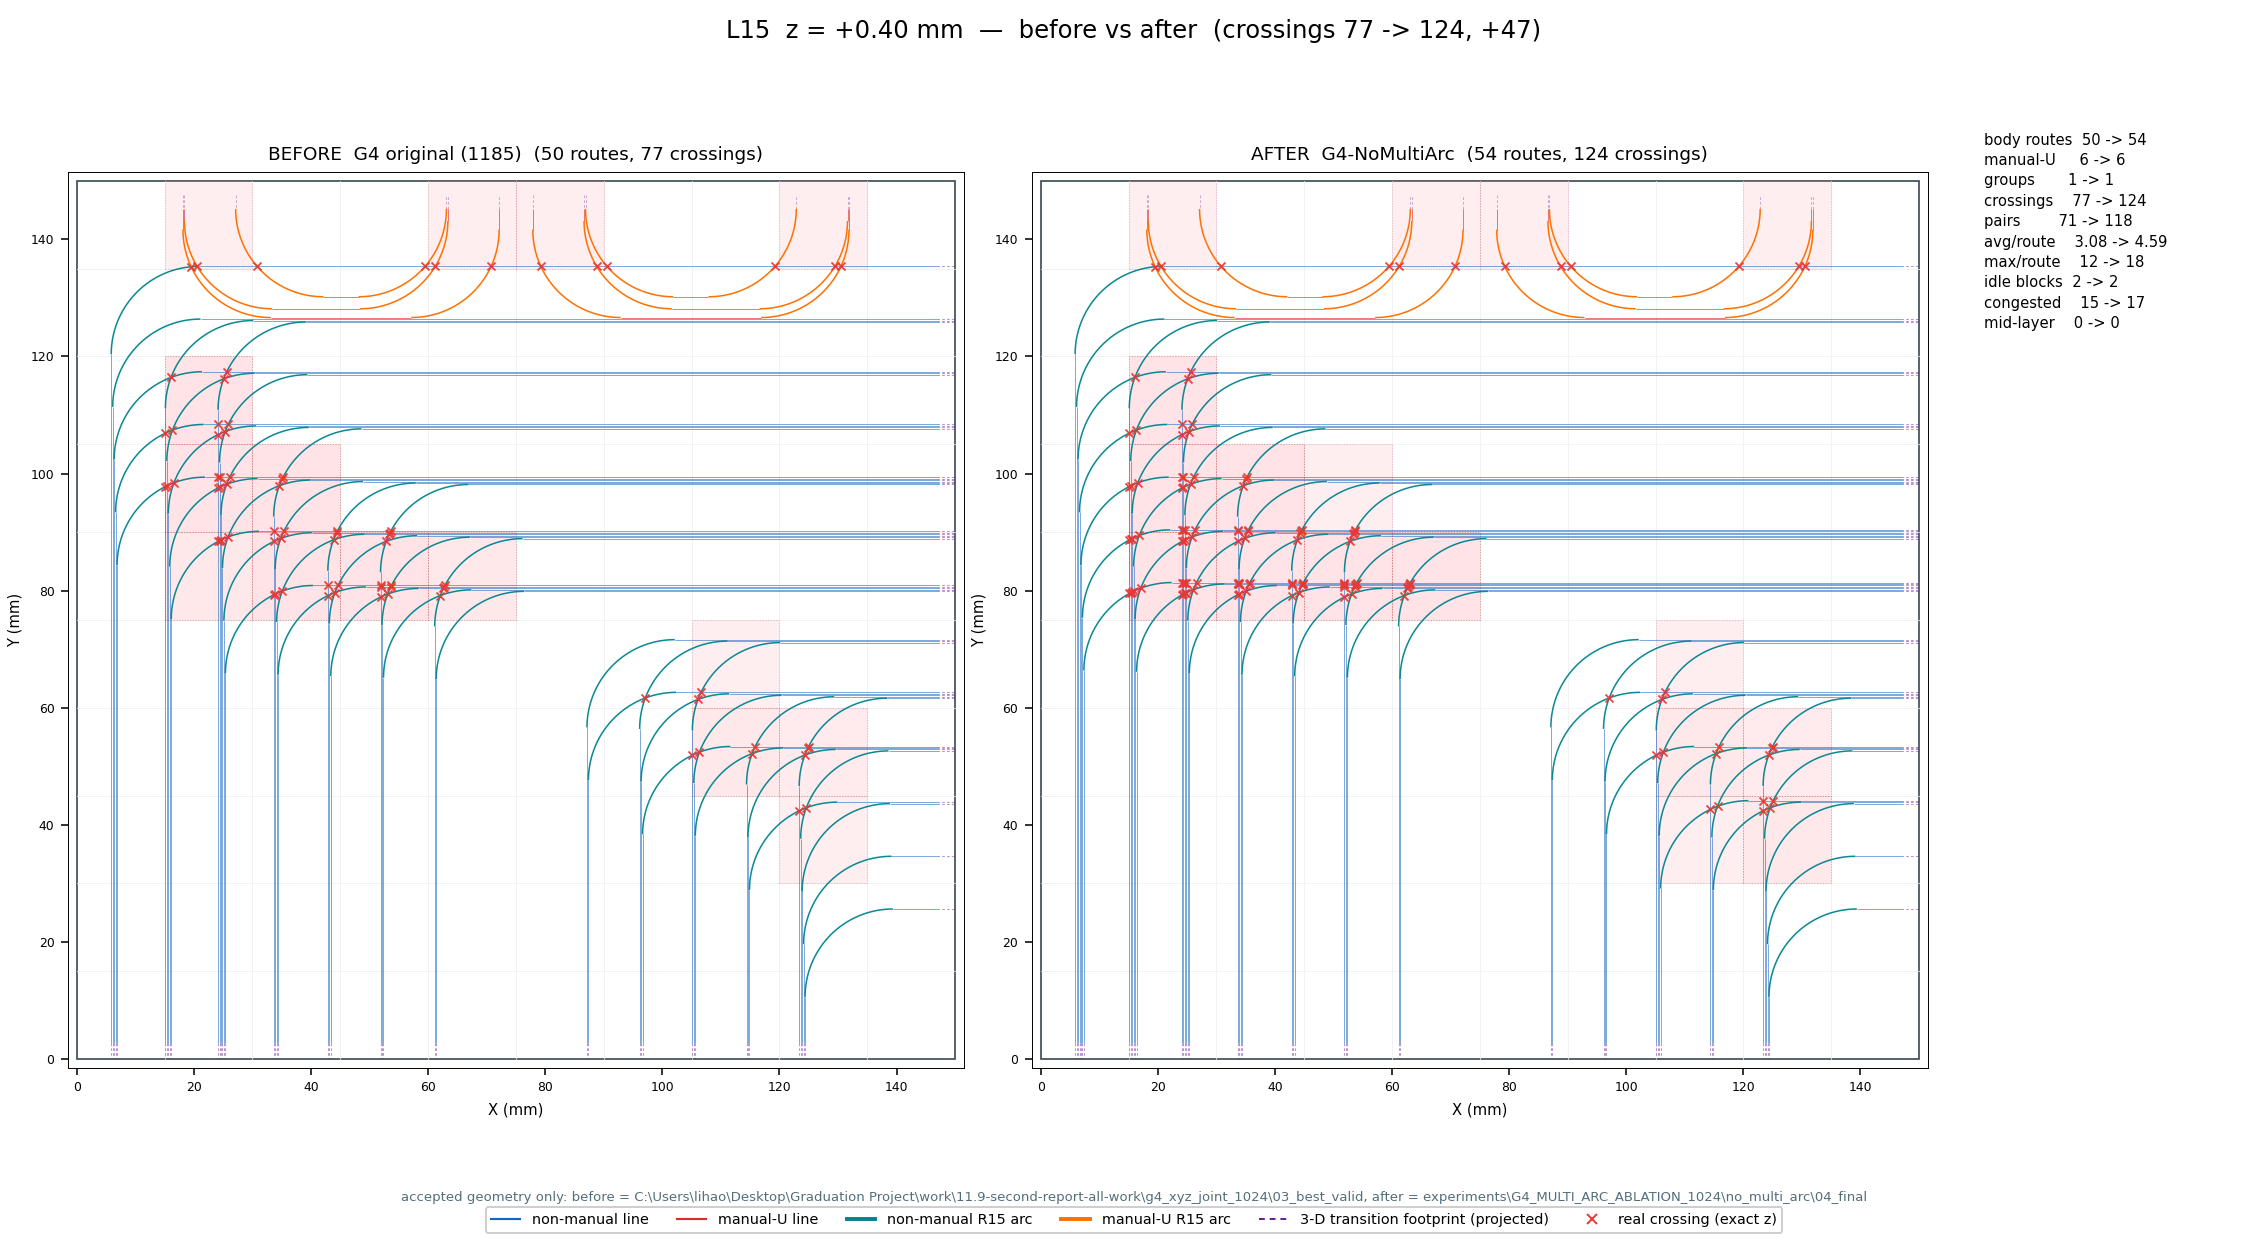 L15 z = +0.40 mm — before vs after (crossings 77 -> 124, +47)
BEFORE G4 original (1185) (50 routes, 77 crossings)
140
120
100
80
60
40
20
0
Y (mm)
0 20 40 60 80 100 120 140
X (mm)
AFTER G4-NoMultiArc (54 routes, 124 crossings)
140
120
100
80
60
40
20
0
Y (mm)
0 20 40 60 80 100 120 140
X (mm)
body routes 50 -> 54
manual-U 6 -> 6
groups 1 -> 1
crossings 77 -> 124
pairs 71 -> 118
avg/route 3.08 -> 4.59
max/route 12 -> 18
idle blocks 2 -> 2
congested 15 -> 17
mid-layer 0 -> 0
accepted geometry only: before = C:\Users\lihao\Desktop\Graduation Project\work\11.9-second-report-all-work\g4_xyz_joint_1024\03_best_valid, after = experiments\G4_MULTI_ARC_ABLATION_1024\no_multi_arc\04_final
non-manual line manual-U line non-manual R15 arc manual-U R15 arc 3-D transition footprint (projected) real crossing (exact z)